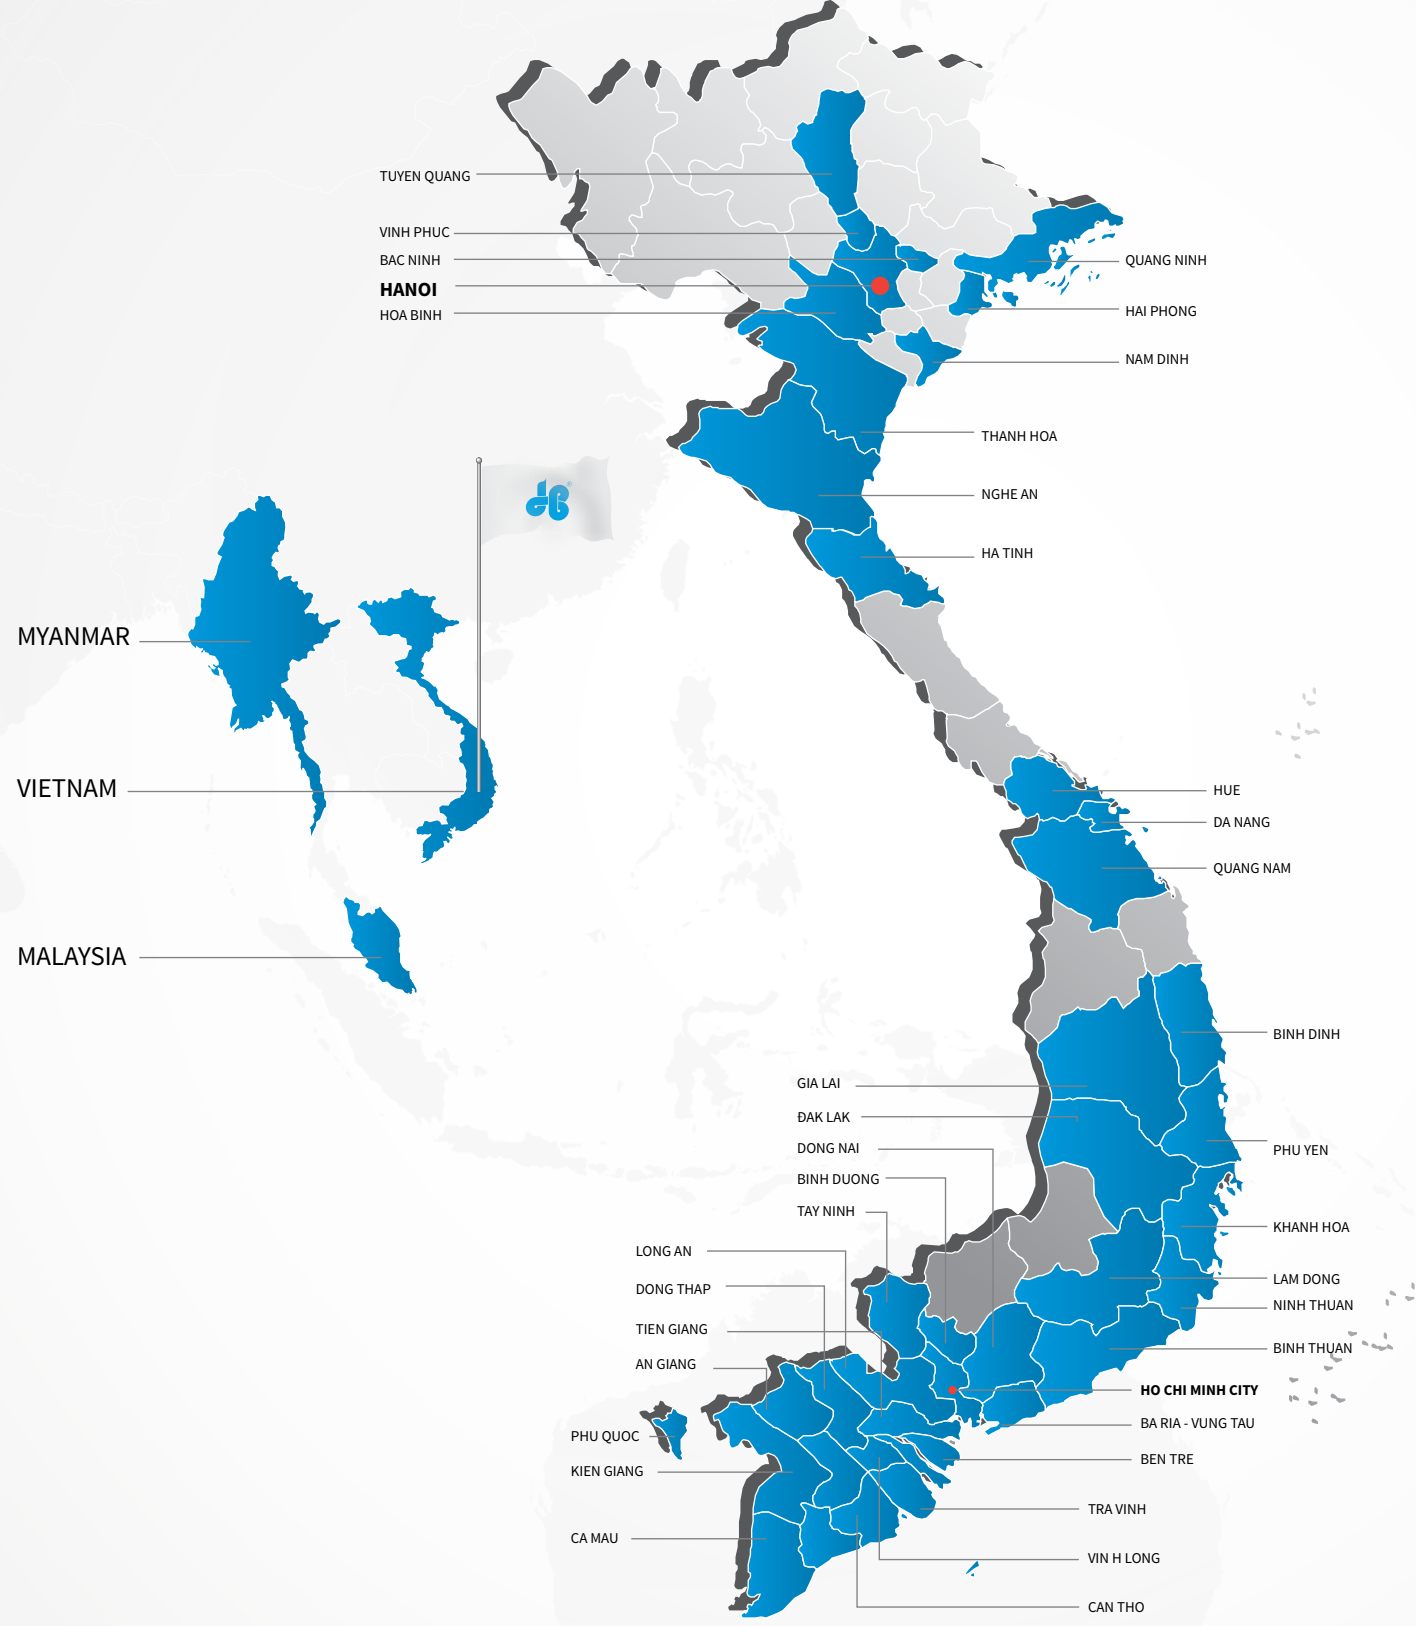 TUYEN QUANG
VINH PHUC
BAC NINH
HANOI
HOA BINH
QUANG NINH
HAI PHONG
NAM DINH
THANH HOA
NGHE AN
HA TINH
MYANMAR
VIETNAM
MALAYSIA
HUE
DA NANG
QUANG NAM
BINH DINH
GIA LAI
ĐAK LAK
DONG NAI
BINH DUONG
TAY NINH
PHU YEN
KHANH HOA
LAM DONG
NINH THUAN
BINH THUAN
LONG AN
DONG THAP
TIEN GIANG
AN GIANG
HO CHI MINH CITY
BA RIA - VUNG TAU
BEN TRE
PHU QUOC
KIEN GIANG
CA MAU
TRA VINH
VIN H LONG
CAN THO